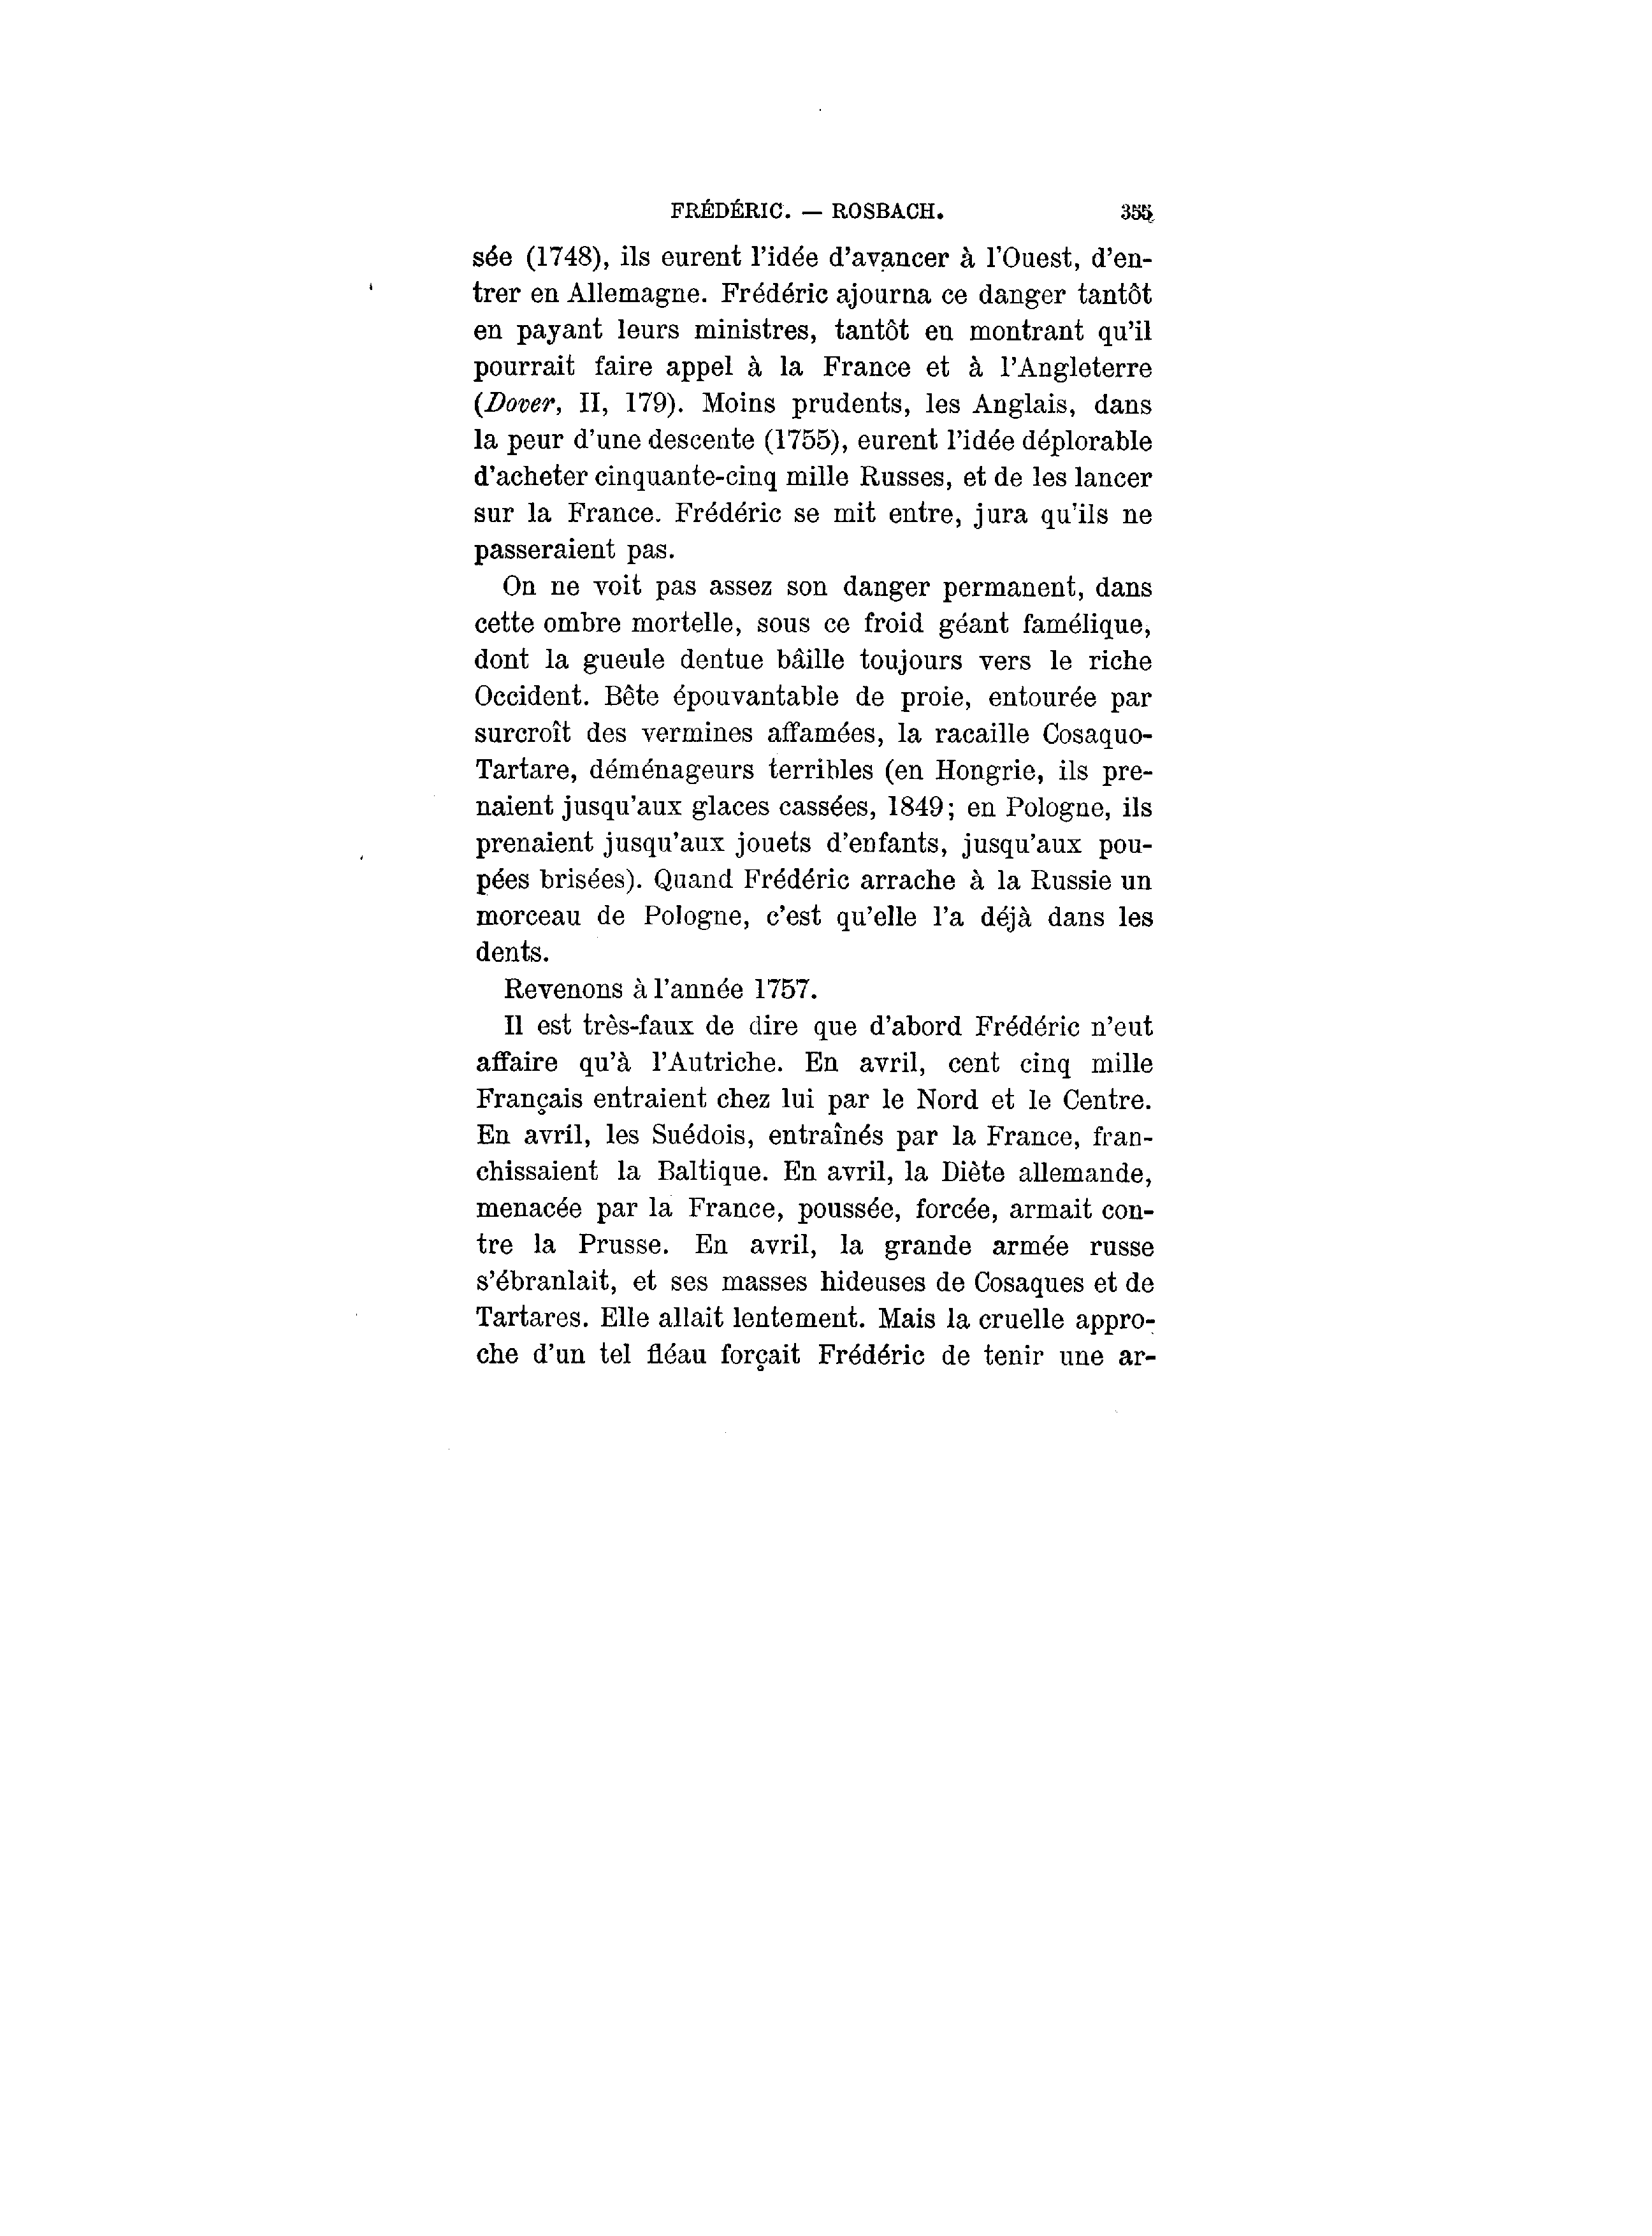 FRÉDÉRIC. — ROSBACH. 355
sée (1748), ils eurent l'idée d'avancer à l'Ouest, d'en-
trer en Allemagne. Frédéric ajourna ce danger tantôt
en payant leurs ministres, tantôt en montrant qu'il
pourrait faire appel à la France et à l'Angleterre
(Dover, II, 179). Moins prudents, les Anglais, dans
la peur d'une descente (1755), eurent l'idée déplorable
d'acheter cinquante-cinq mille Russes, et de les lancer
sur la France. Frédéric se mit entre, jura qu'ils ne
passeraient pas.
On ne voit pas assez son danger permanent, dans
cette ombre mortelle, sous ce froid géant famélique,
dont la gueule dentue bâille toujours vers le riche
Occident. Bête épouvantable de proie, entourée par
surcroît des vermines affamées, la racaille Cosaquo-
Tartare, déménageurs terribles (en Hongrie, ils pre-
naient jusqu'aux glaces cassées, 1849; en Pologne, ils
prenaient jusqu'aux jouets d'enfants, jusqu'aux pou-
pées brisées). Quand Frédéric arrache à la Russie un
morceau de Pologne, c'est qu'elle l'a déjà dans les
dents.
Revenons à l'année 1757.
Il est très-faux de dire que d'abord Frédéric n'eut
affaire qu'à l'Autriche. En avril, cent cinq mille
Français entraient chez lui par le Nord et le Centre.
En avril, les Suédois, entraînés par la France, fran-
chissaient la Baltique. En avril, la Diète allemande,
menacée par la France, poussée, forcée, armait con-
tre la Prusse. En avril, la grande armée russe
s'ébranlait, et ses masses hideuses de Cosaques et de
Tartares. Elle allait lentement. Mais la cruelle appro-
che d'un tel fléau forçait Frédéric de tenir une ar-